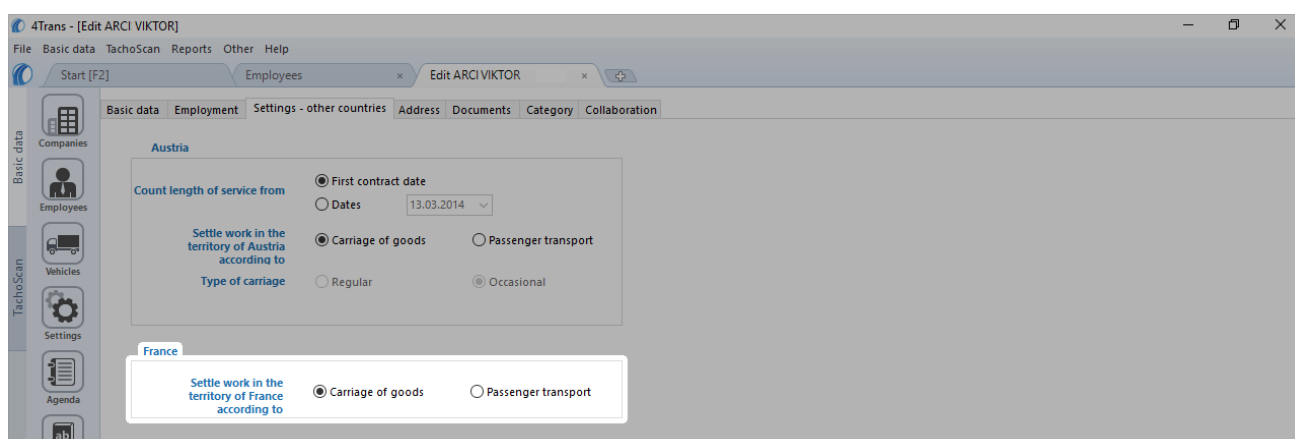 4Trans - [Edit ARCI VIKTOR]
File Basic data TachoScan Reports Other Help
Start [F2] Employees × Edit ARCI VIKTOR ×
Basic data Employment Settings - other countries Address Documents Category Collaboration
Basic data
TachoScan
Companies
Employees
Vehicles
Settings
Agenda
ab
Austria
Count length of service from
First contract date
Dates 13.03.2014
Settle work in the
territory of Austria
according to
Carriage of goods Passenger transport
Type of carriage Regular Occasional
France
Settle work in the
territory of France
according to
Carriage of goods Passenger transport